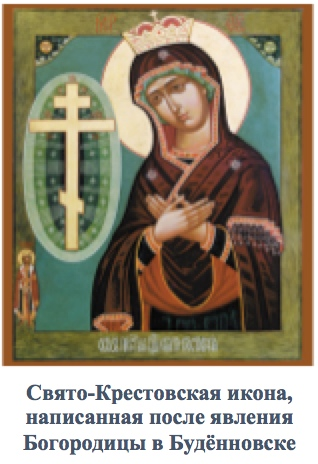 Свято-Крестовская икона,
написанная после явления
Богородицы в Будённовске